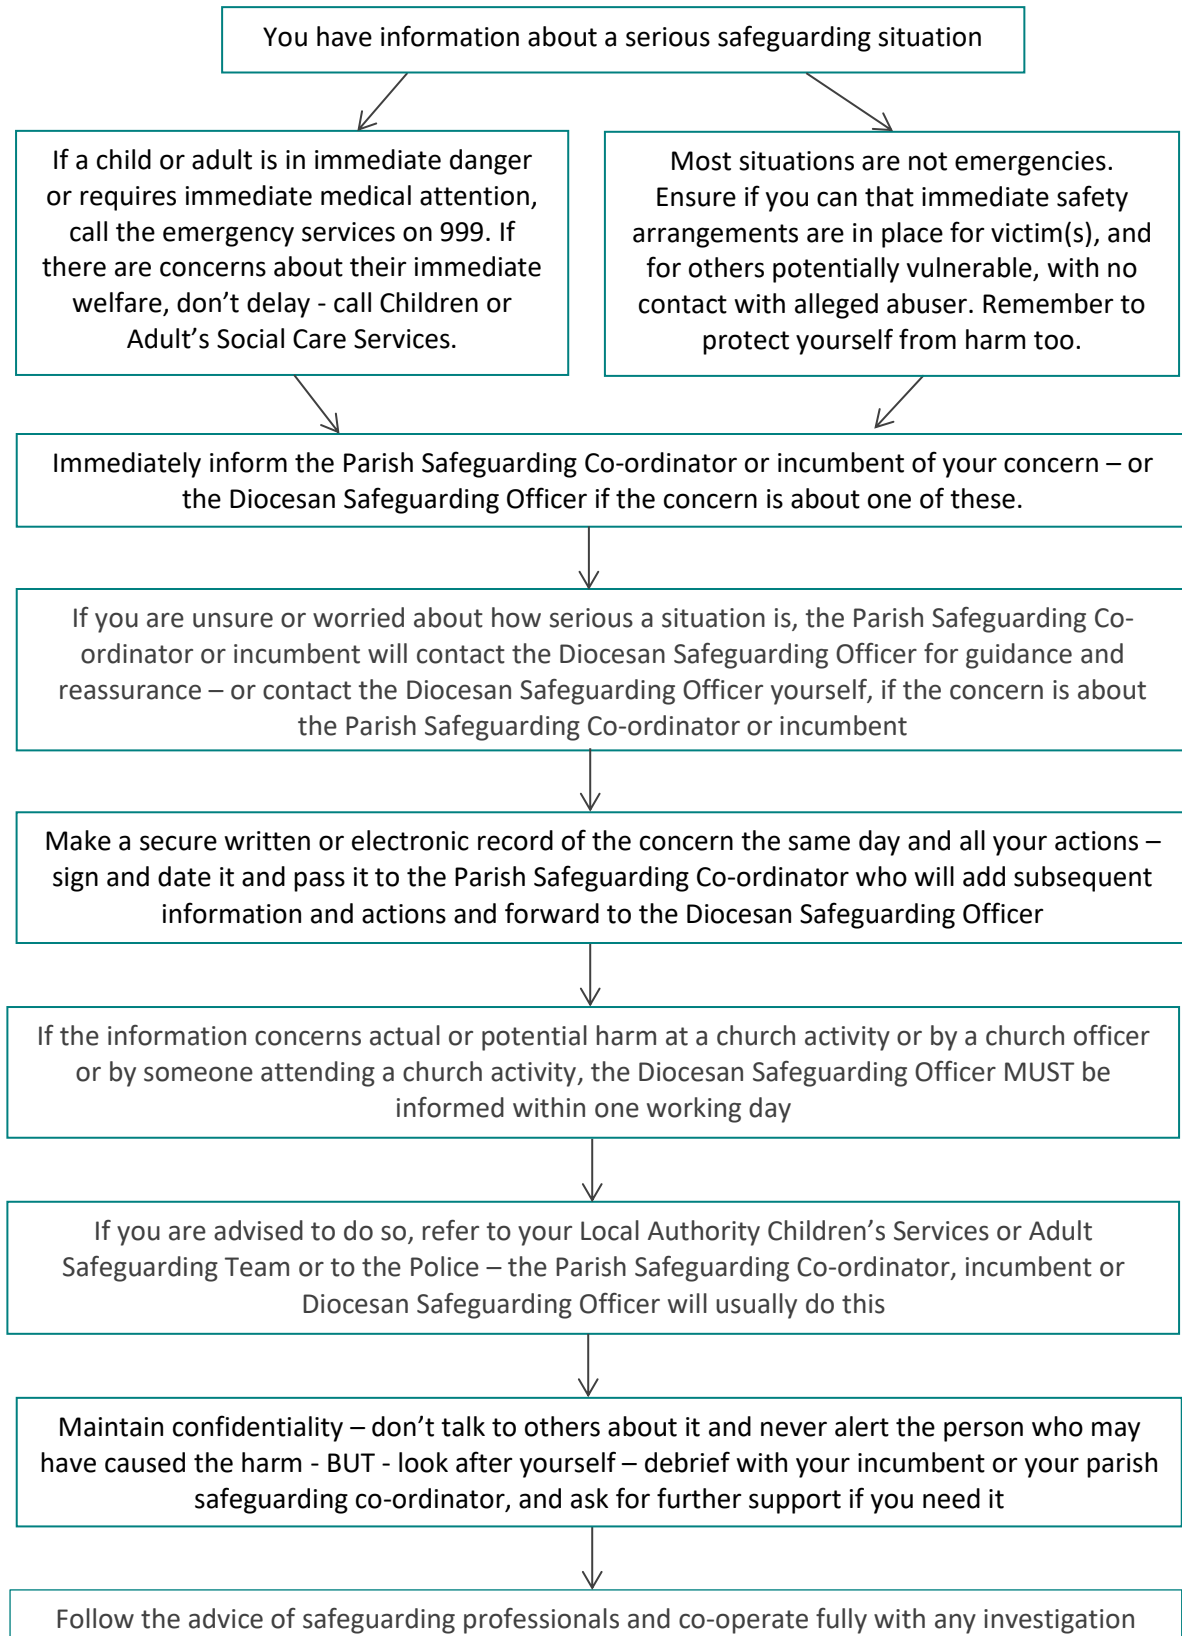 You have information about a serious safeguarding situation
If a child or adult is in immediate danger
or requires immediate medical attention,
call the emergency services on 999. If
there are concerns about their immediate
welfare, don’t delay - call Children or
Adult’s Social Care Services.
Most situations are not emergencies.
Ensure if you can that immediate safety
arrangements are in place for victim(s), and
for others potentially vulnerable, with no
contact with alleged abuser. Remember to
protect yourself from harm too.
Immediately inform the Parish Safeguarding Co-ordinator or incumbent of your concern – or
the Diocesan Safeguarding Officer if the concern is about one of these.
If you are unsure or worried about how serious a situation is, the Parish Safeguarding Co-
ordinator or incumbent will contact the Diocesan Safeguarding Officer for guidance and
reassurance – or contact the Diocesan Safeguarding Officer yourself, if the concern is about
the Parish Safeguarding Co-ordinator or incumbent
Make a secure written or electronic record of the concern the same day and all your actions –
sign and date it and pass it to the Parish Safeguarding Co-ordinator who will add subsequent
information and actions and forward to the Diocesan Safeguarding Officer
If the information concerns actual or potential harm at a church activity or by a church officer
or by someone attending a church activity, the Diocesan Safeguarding Officer MUST be
informed within one working day
If you are advised to do so, refer to your Local Authority Children’s Services or Adult
Safeguarding Team or to the Police – the Parish Safeguarding Co-ordinator, incumbent or
Diocesan Safeguarding Officer will usually do this
Maintain confidentiality – don’t talk to others about it and never alert the person who may
have caused the harm - BUT - look after yourself – debrief with your incumbent or your parish
safeguarding co-ordinator, and ask for further support if you need it
Follow the advice of safeguarding professionals and co-operate fully with any investigation